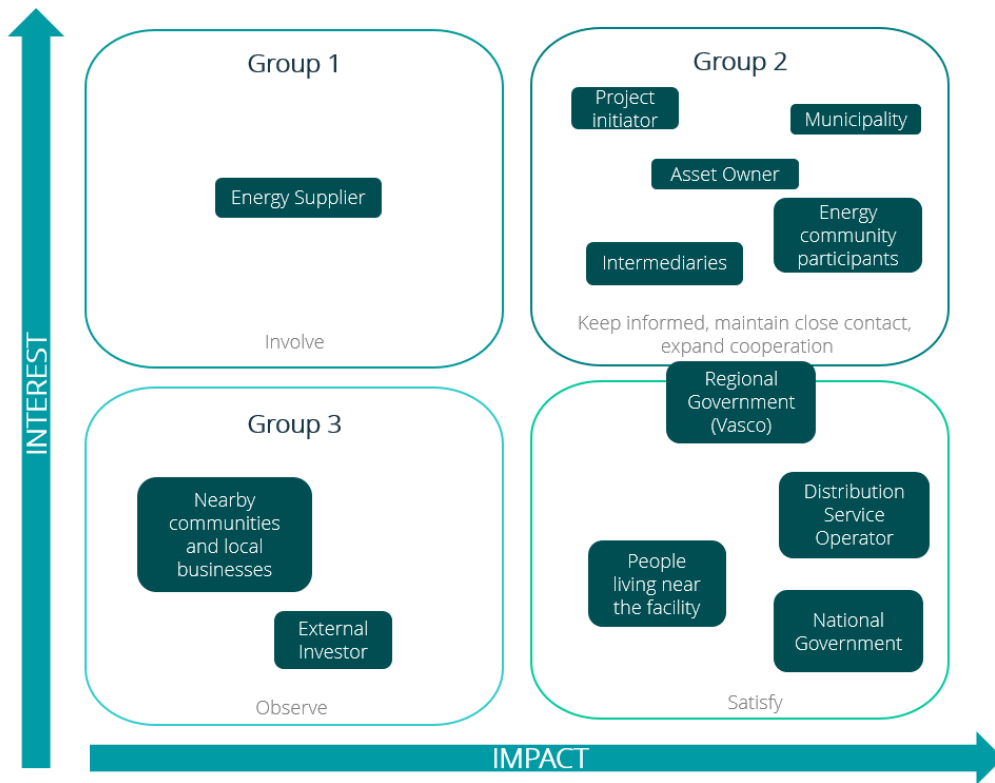 Group 1
Energy Supplier
Involve
Group 2
Project
initiator
Municipality
Asset Owner
Energy
community
participants
Intermediaries
Keep informed, maintain close contact,
expand cooperation
Regional
Government
(Vasco)
Group 3
Nearby
communities
and local
businesses
External
Investor
Observe
Distribution
Service
Operator
People
living near
the facility
National
Government
Satisfy
INTEREST
IMPACT